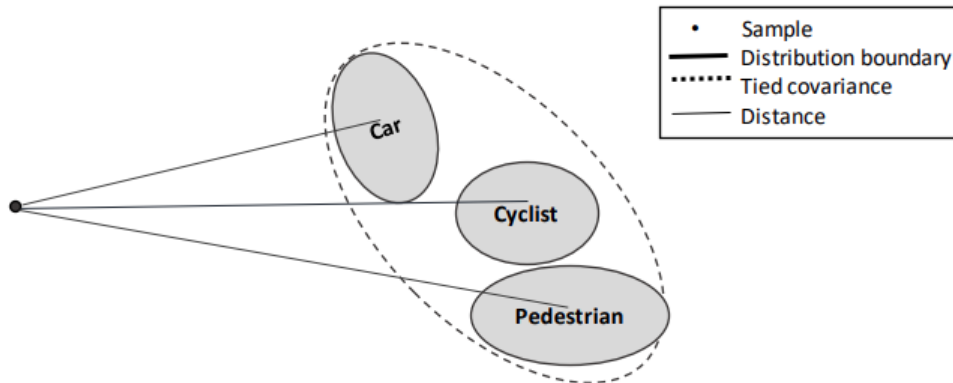 Sample
Distribution boundary
Tied covariance
Distance
Car
Cyclist
Pedestrian